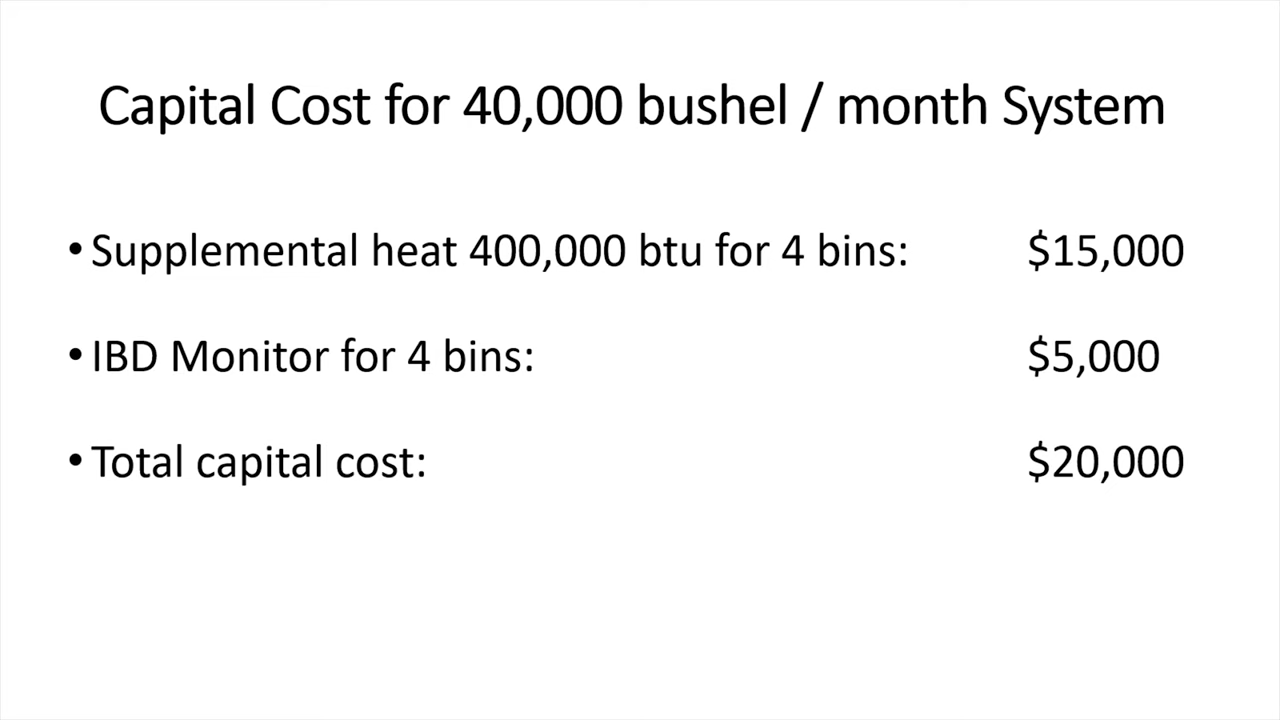 Capital Cost for 40,000 bushel / month System
• Supplemental heat 400,000 btu for 4 bins: $15,000
• IBD Monitor for 4 bins: $5,000
• Total capital cost: $20,000